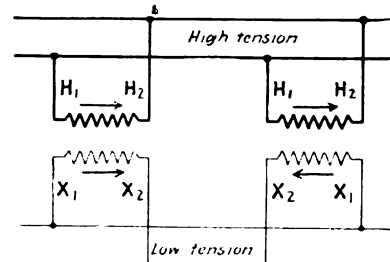 High tension
H₁ H₂ H₁ H₂
X₁ X₂ X₂ X₁
Low tension